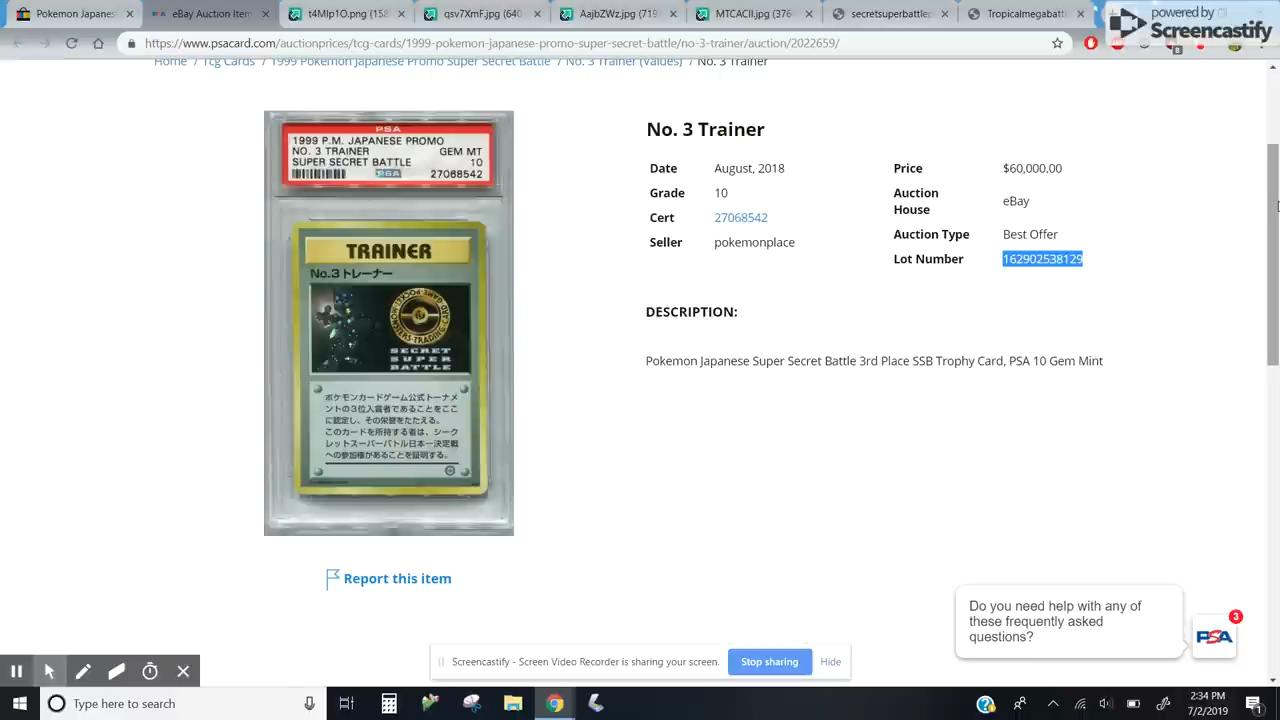 Pokemon Japanes
eBay Auction Item
t4Mlp1O.png (158
qsv7XmF.jpg (640
AajbZWz.jpg (719
MTCACII.jpg (376
secretsuperbattle
Tropicalmegabattl
powered by
Screencastify
https://www.psacard.com/auctionprices/tcg-cards/1999-pokemon-japanese-promo-super-secret-battle/no-3-trainer/auction/2022659/
8
Home / Tcg Cards / 1999 Pokemon Japanese Promo Super Secret Battle / No. 3 Trainer (Values) / No. 3 Trainer
PSA
1999 P.M. JAPANESE PROMO
NO. 3 TRAINER GEM MT
SUPER SECRET BATTLE 10
PSA 27068542
TRAINER
No.3トレーナー
SECRET
SUPER
BATTLE
ポケモンカードゲーム公式トーナメ
ントの3位入賞者であることをここ
に認定し、その栄誉をたたえる。
このカードを所持する者は、シーク
レットスーパーバトル日本一決定戦
への参加権があることを証明する。
No. 3 Trainer
Date August, 2018
Grade 10
Cert 27068542
Seller pokemonplace
Price $60,000.00
Auction House eBay
Auction Type Best Offer
Lot Number 162902538129
DESCRIPTION:
Pokemon Japanese Super Secret Battle 3rd Place SSB Trophy Card, PSA 10 Gem Mint
Report this item
Do you need help with any of
these frequently asked
questions?
3
PSA
Screencastify - Screen Video Recorder is sharing your screen.
Stop sharing
Hide
Type here to search
2:34 PM
7/2/2019
1